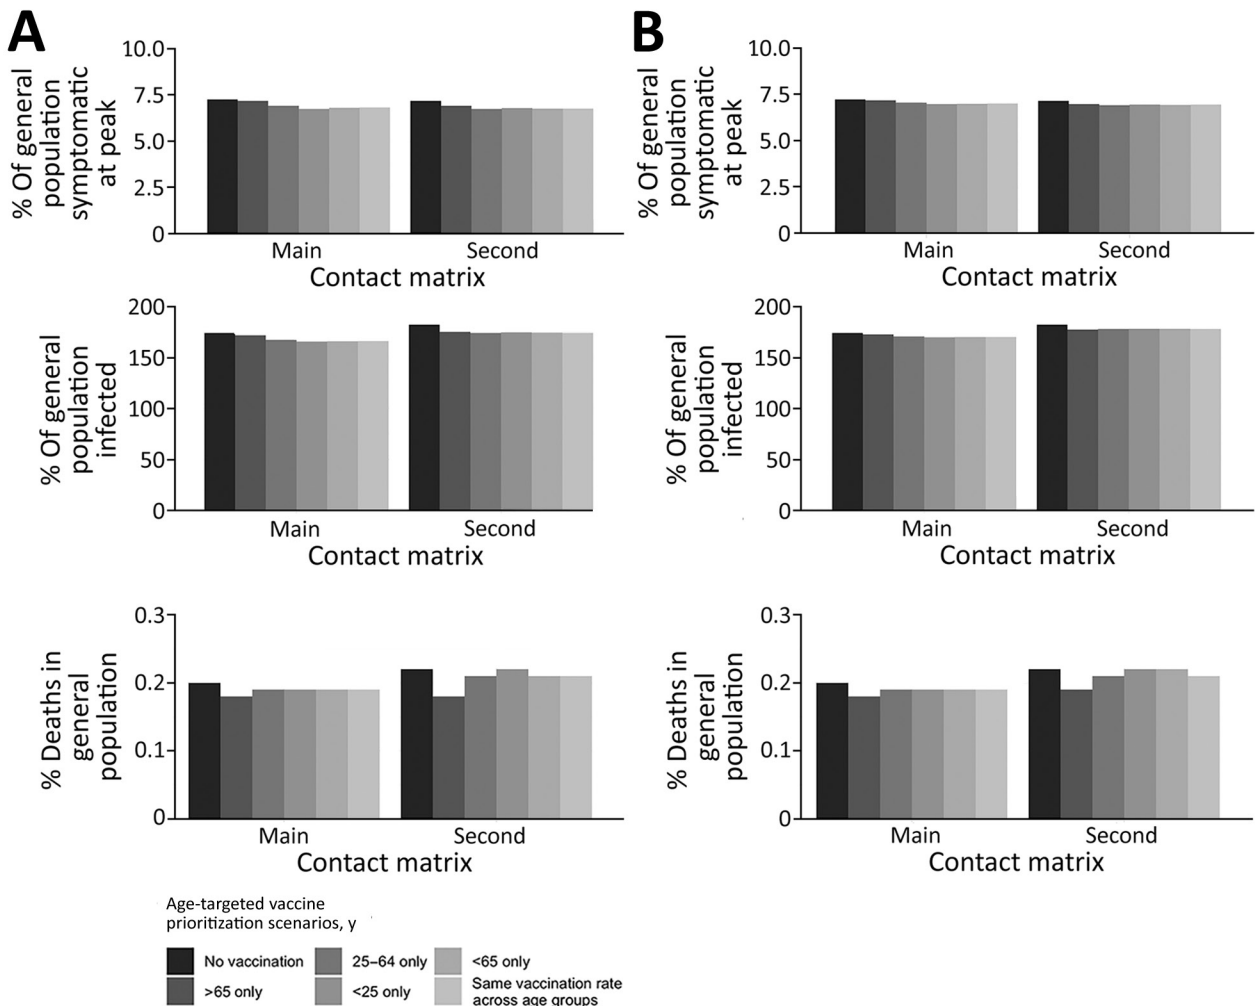 A
% Of general
population
symptomatic
at peak
10.0
7.5
5.0
2.5
0
Main
Second
Contact matrix
B
% Of general
population
symptomatic
at peak
10.0
7.5
5.0
2.5
0
Main
Second
Contact matrix
% Of general
population
infected
200
150
100
50
0
Main
Second
Contact matrix
% Of general
population
infected
200
150
100
50
0
Main
Second
Contact matrix
% Deaths in
general
population
0.3
0.2
0.1
0
Main
Second
Contact matrix
% Deaths in
general
population
0.3
0.2
0.1
0
Main
Second
Contact matrix
Age-targeted vaccine
prioritization scenarios, y
No vaccination
>65 only
25–64 only
<25 only
<65 only
Same vaccination rate
across age groups